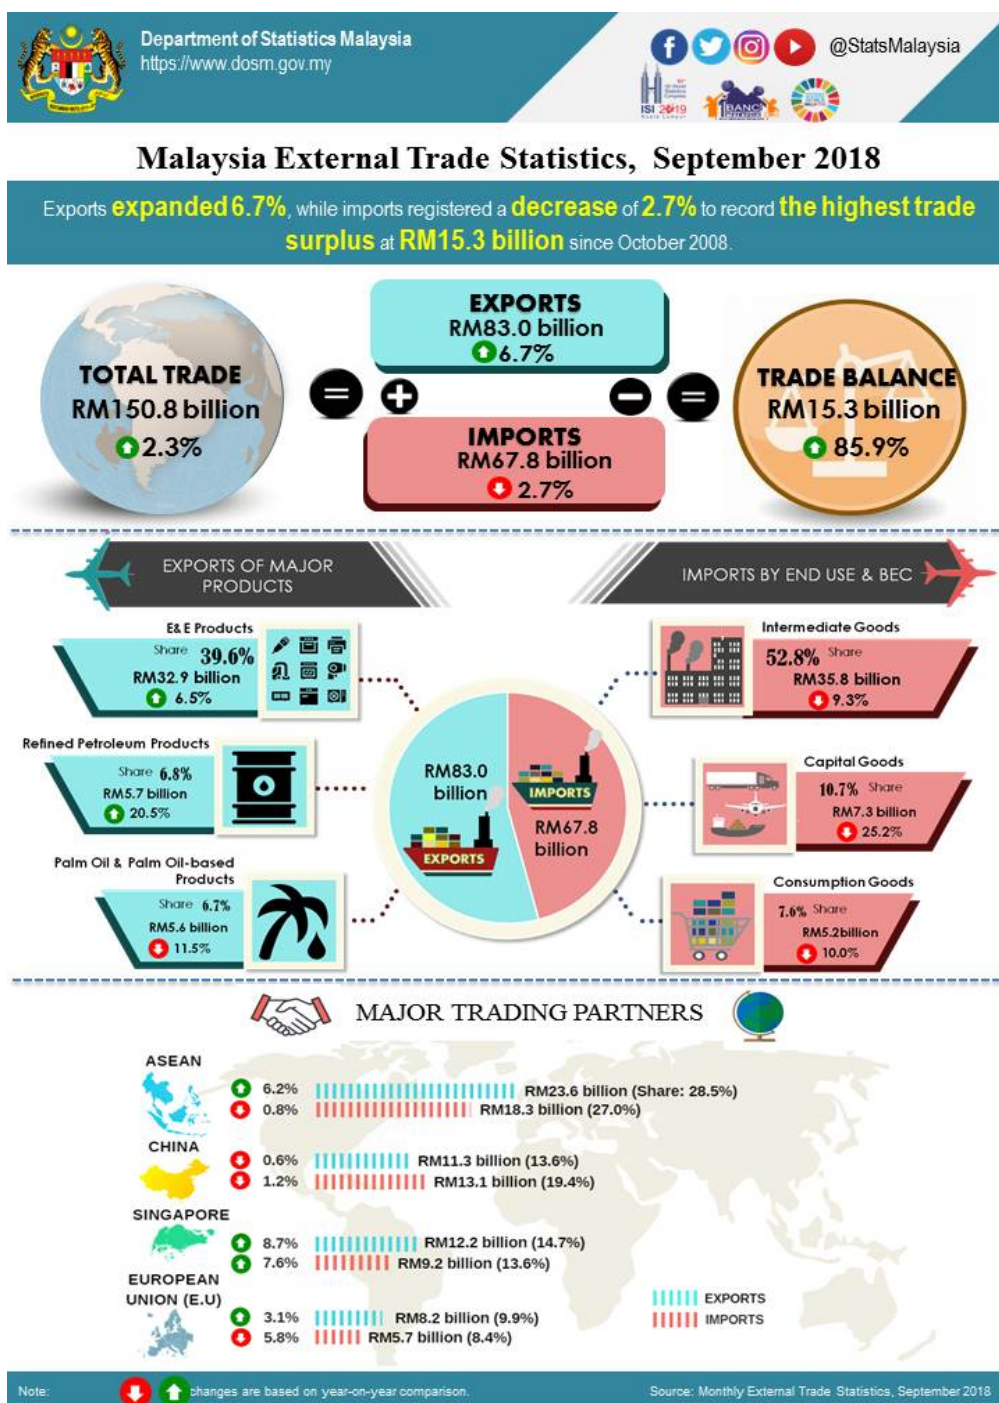 Department of Statistics Malaysia
https://www.dosm.gov.my
@StatsMalaysia
ISI 2019
BANCI
Malaysia External Trade Statistics, September 2018
Exports expanded 6.7%, while imports registered a decrease of 2.7% to record the highest trade
surplus at RM15.3 billion since October 2008.
TOTAL TRADE
RM150.8 billion
2.3%
=
+
EXPORTS
RM83.0 billion
6.7%
IMPORTS
RM67.8 billion
2.7%
−
=
TRADE BALANCE
RM15.3 billion
85.9%
EXPORTS OF MAJOR
PRODUCTS
E&E Products
Share 39.6%
RM32.9 billion
6.5%
Refined Petroleum Products
Share 6.8%
RM5.7 billion
20.5%
Palm Oil & Palm Oil-based
Products
Share 6.7%
RM5.6 billion
11.5%
RM83.0
billion
EXPORTS
IMPORTS
RM67.8
billion
IMPORTS BY END USE & BEC
Intermediate Goods
52.8% Share
RM35.8 billion
9.3%
Capital Goods
10.7% Share
RM7.3 billion
25.2%
Consumption Goods
7.6% Share
RM5.2billion
10.0%
MAJOR TRADING PARTNERS
ASEAN
6.2% RM23.6 billion (Share: 28.5%)
0.8% RM18.3 billion (27.0%)
CHINA
0.6% RM11.3 billion (13.6%)
1.2% RM13.1 billion (19.4%)
SINGAPORE
8.7% RM12.2 billion (14.7%)
7.6% RM9.2 billion (13.6%)
EUROPEAN
UNION (E.U)
3.1% RM8.2 billion (9.9%)
5.8% RM5.7 billion (8.4%)
EXPORTS
IMPORTS
Note: changes are based on year-on-year comparison.
Source: Monthly External Trade Statistics, September 2018